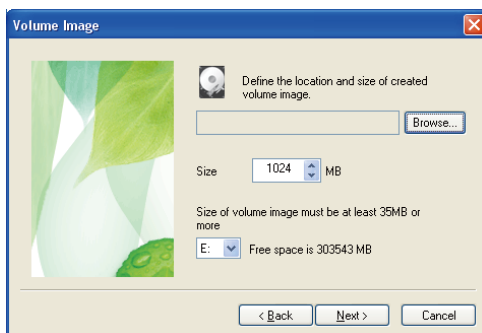 Volume Image
Define the location and size of created
volume image.
Browse...
Size 1024 MB
Size of volume image must be at least 35MB or
more
E: Free space is 303543 MB
< Back Next > Cancel